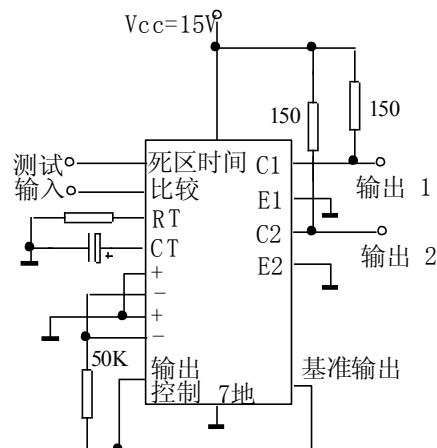 Vcc=15V
150
150
测试
输入
死区时间
比较
RT
CT
+
−
+
−
C1
E1
C2
E2
输出 1
输出 2
50K
输出
控制
7地
基准输出
+